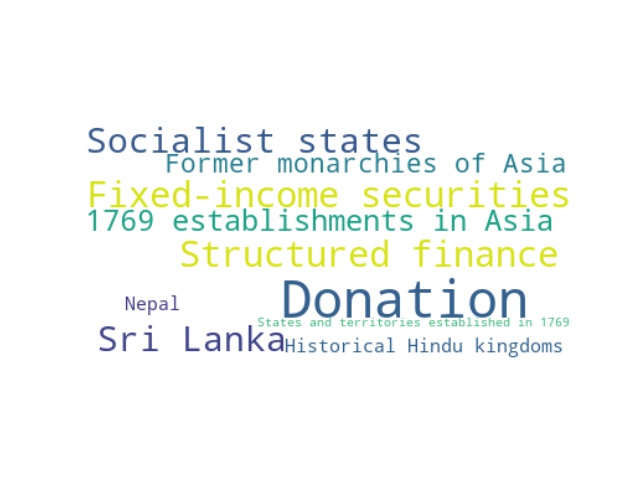 Socialist states
Former monarchies of Asia
Fixed-income securities
1769 establishments in Asia
Structured finance
Donation
Nepal
States and territories established in 1769
Sri Lanka
Historical Hindu kingdoms